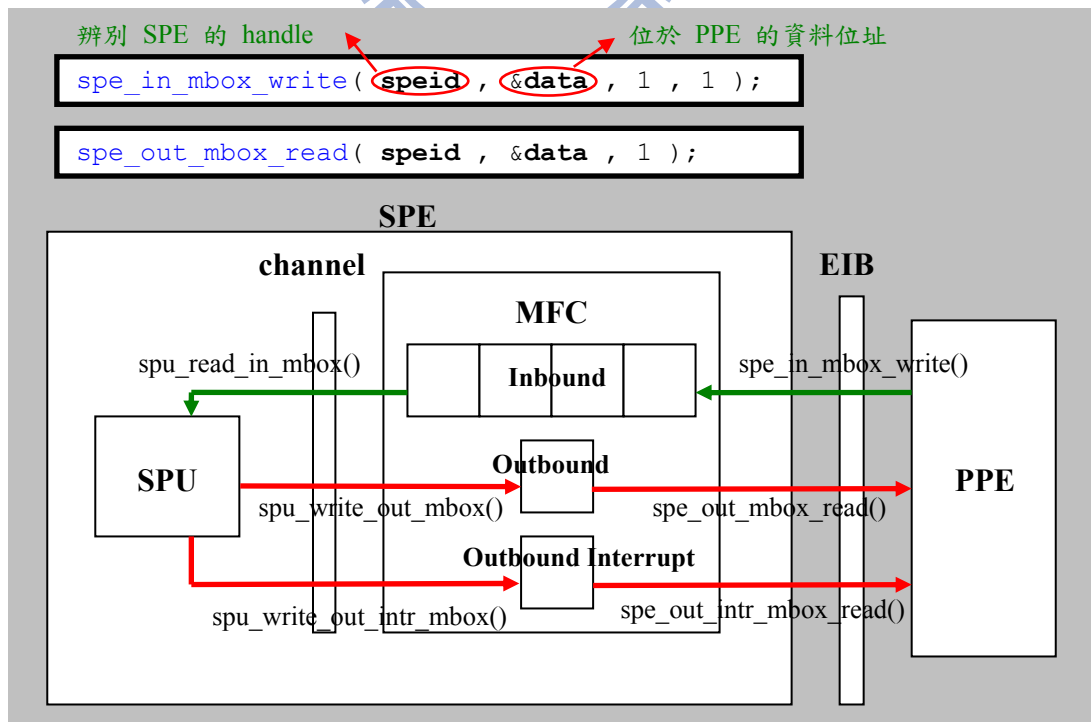 辨別 SPE 的 handle
位於 PPE 的資料位址
spe_in_mbox_write( speid , &data , 1 , 1 );
spe_out_mbox_read( speid , &data , 1 );
SPE
channel
EIB
MFC
spu_read_in_mbox()
Inbound
spe_in_mbox_write()
SPU
Outbound
PPE
spu_write_out_mbox()
spe_out_mbox_read()
Outbound Interrupt
spu_write_out_intr_mbox()
spe_out_intr_mbox_read()